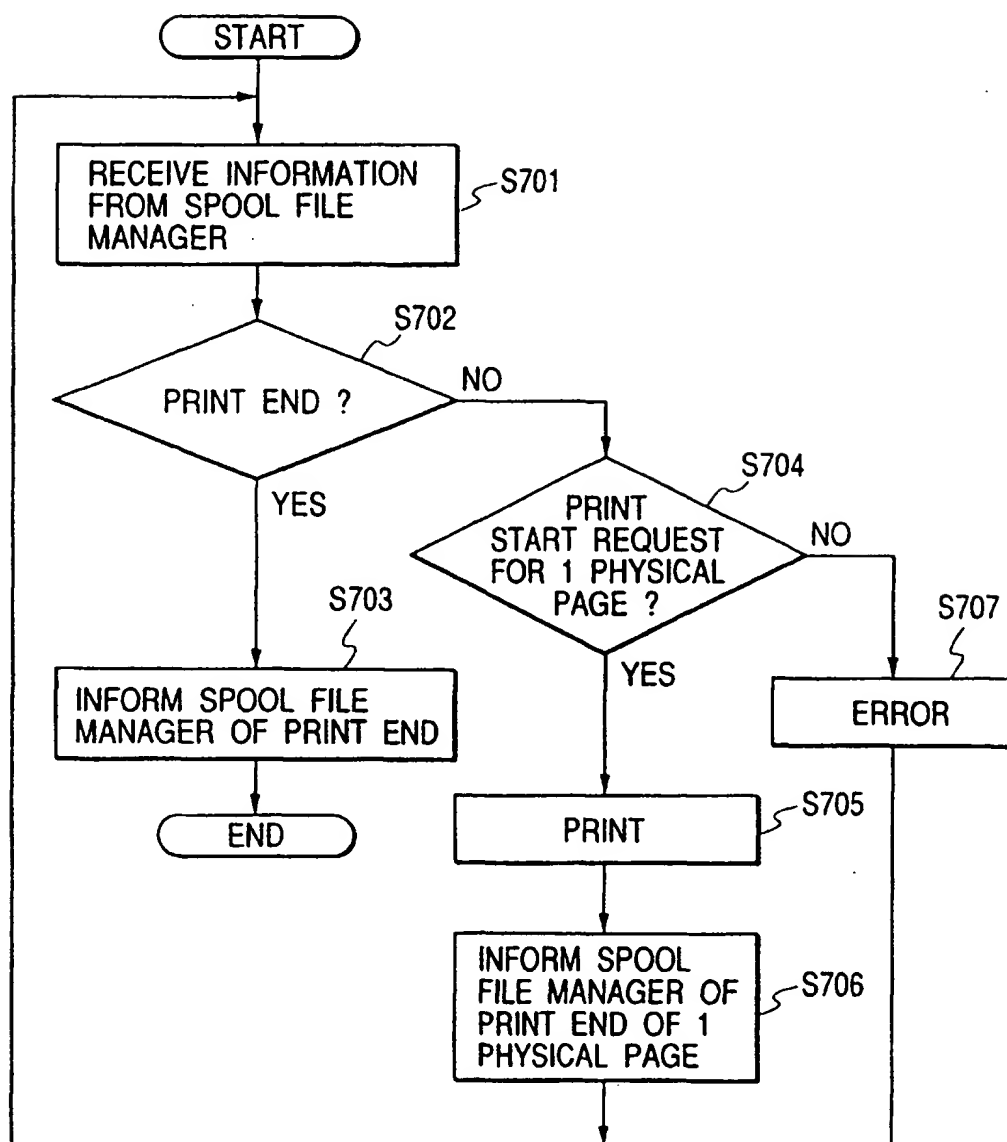 START
RECEIVE INFORMATION
FROM SPOOL FILE
MANAGER
S701
S702
PRINT END ?
NO
YES
S704
PRINT
START REQUEST
FOR 1 PHYSICAL
PAGE ?
NO
YES
S703
INFORM SPOOL FILE
MANAGER OF PRINT END
END
S707
ERROR
S705
PRINT
INFORM SPOOL
FILE MANAGER OF
PRINT END OF 1
PHYSICAL PAGE
S706